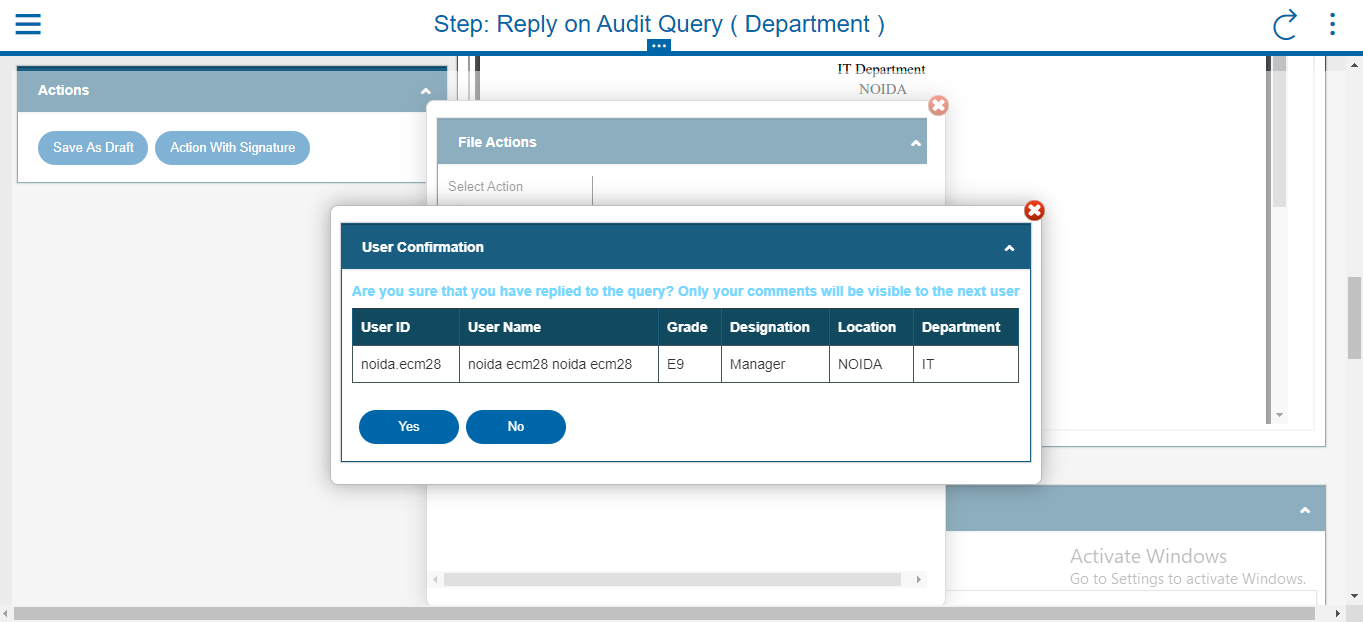 Step: Reply on Audit Query ( Department )
IT Department
NOIDA
Actions
Save As Draft
Action With Signature
File Actions
Select Action
User Confirmation
Are you sure that you have replied to the query? Only your comments will be visible to the next user
User ID User Name Grade Designation Location Department
noida.ecm28 noida ecm28 noida ecm28 E9 Manager NOIDA IT
Yes
No
Activate Windows
Go to Settings to activate Windows.